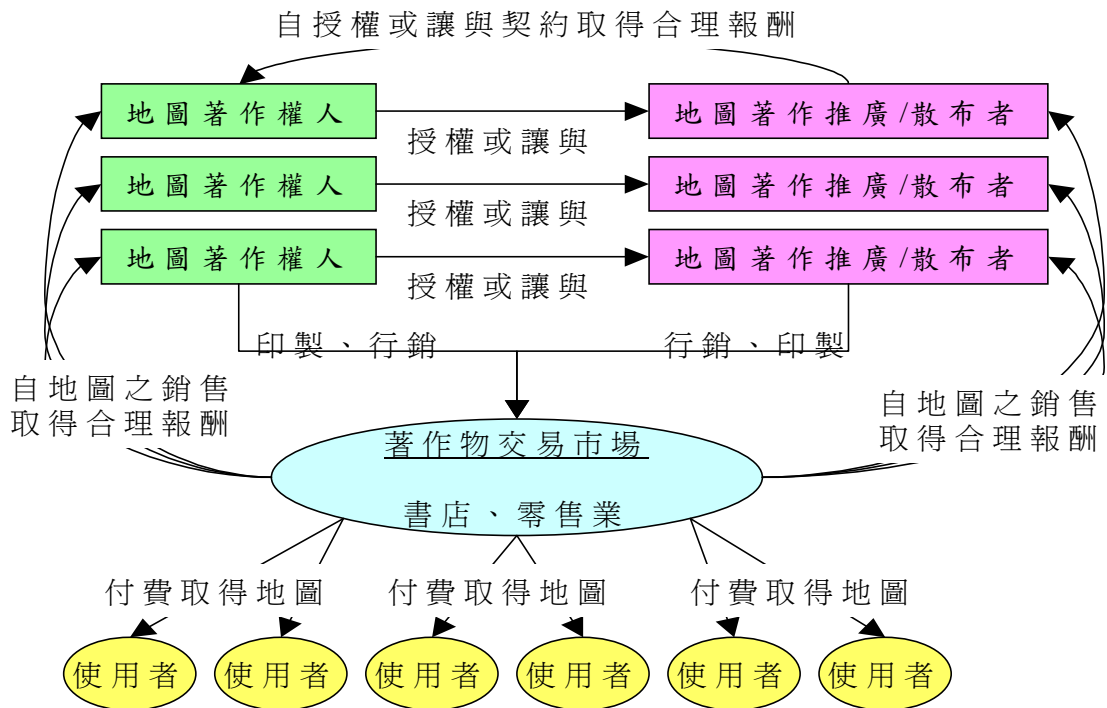 自授權或讓與契約取得合理報酬
地圖著作權人
地圖著作推廣/散布者
授權或讓與
地圖著作權人
地圖著作推廣/散布者
授權或讓與
地圖著作權人
地圖著作推廣/散布者
授權或讓與
印製、行銷
行銷、印製
自地圖之銷售
取得合理報酬
自地圖之銷售
取得合理報酬
著作物交易市場
書店、零售業
付費取得地圖
付費取得地圖
付費取得地圖
使用者
使用者
使用者
使用者
使用者
使用者